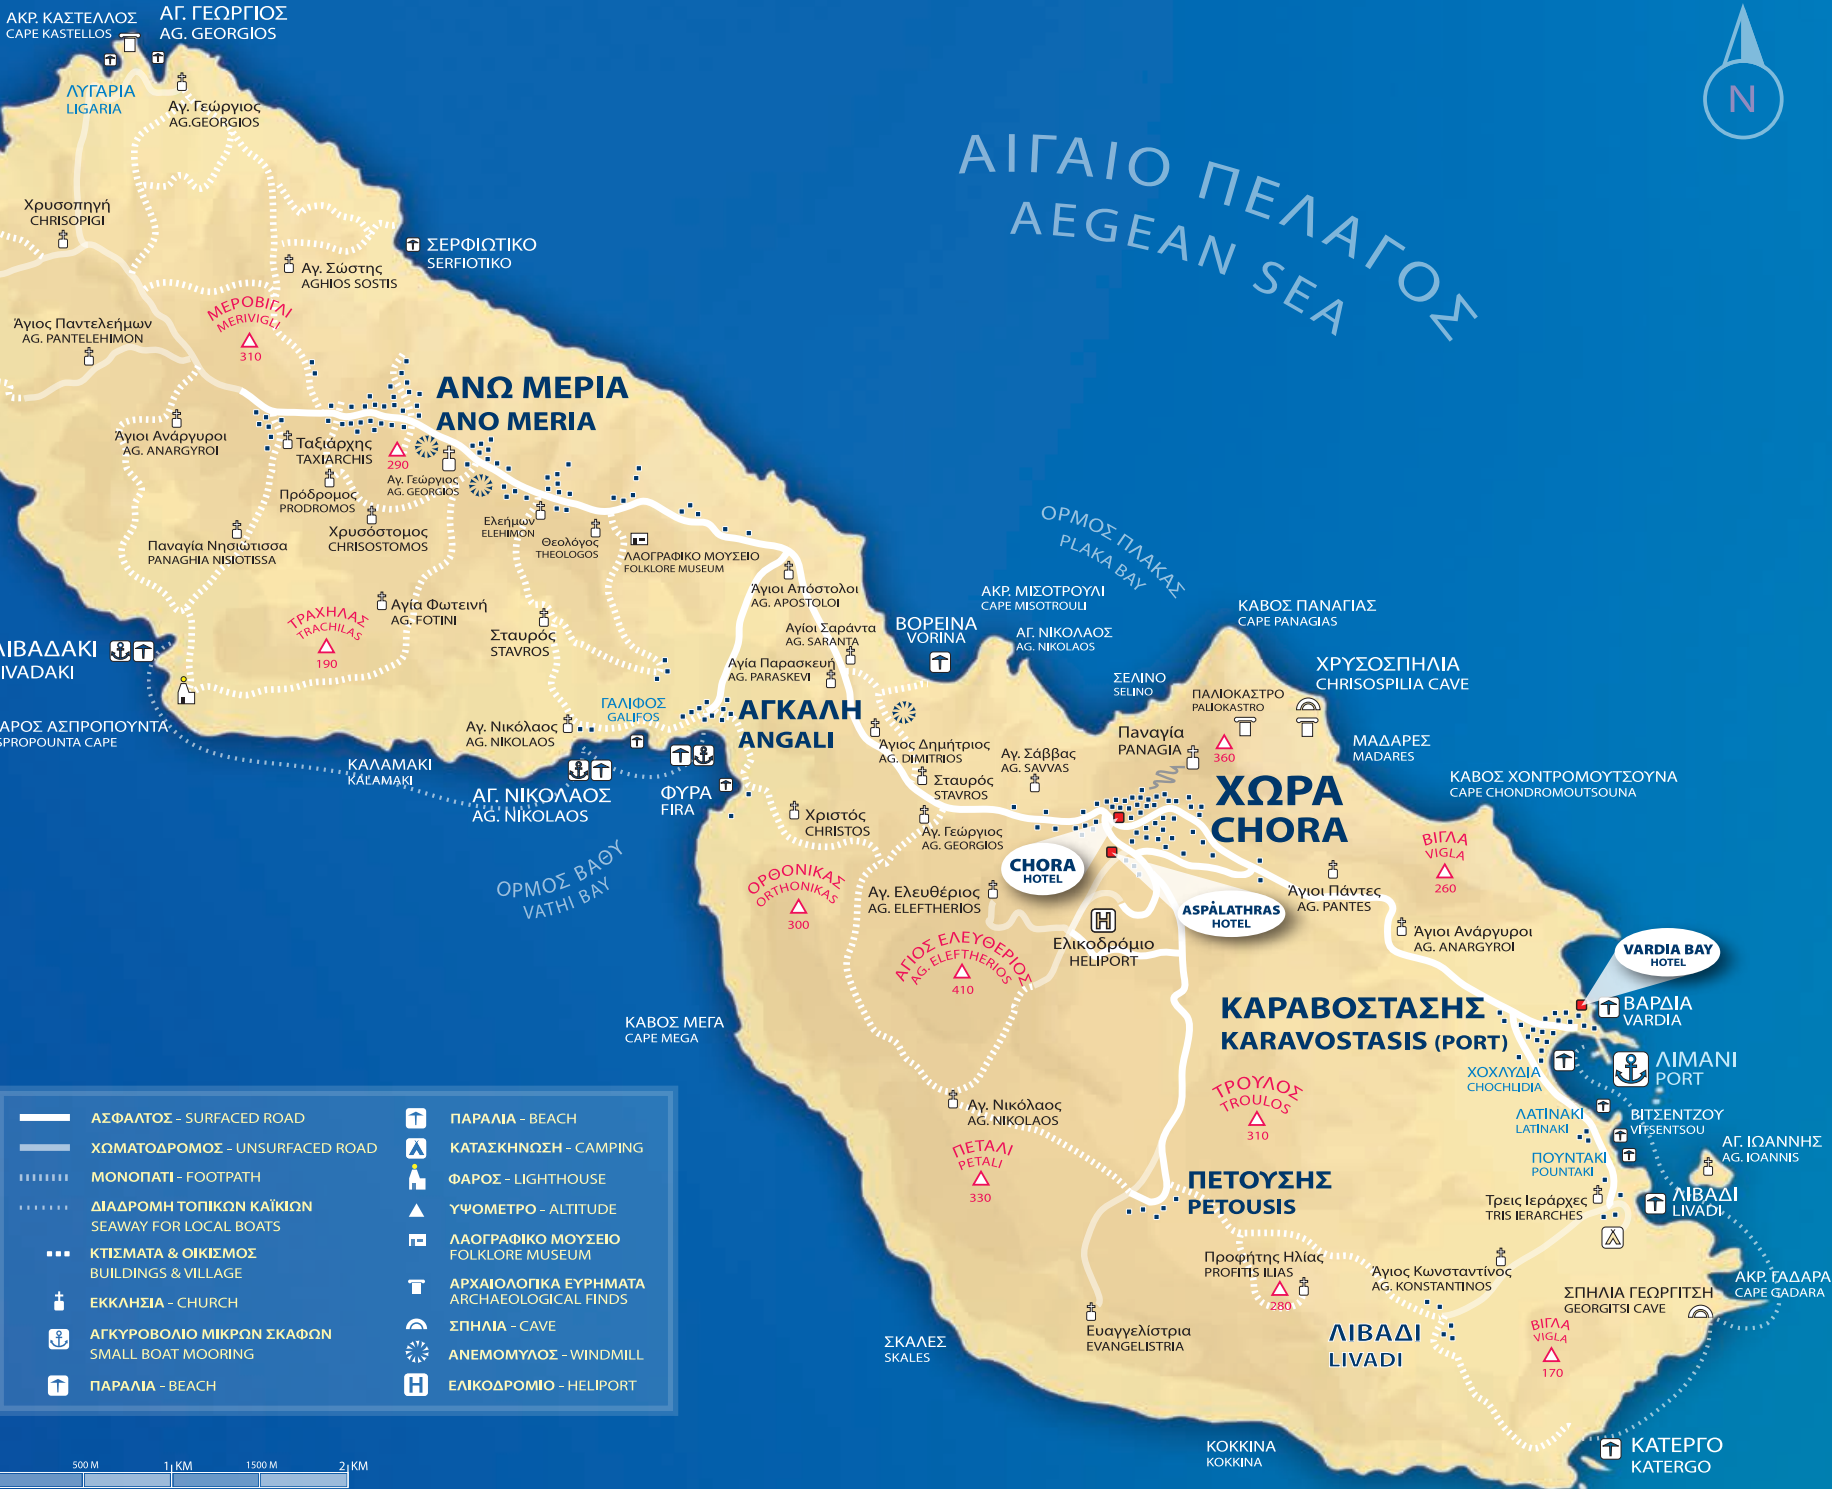 ΑΚΡ. ΚΑΣΤΕΛΛΟΣ
CAPE KASTELLOS
ΑΓ. ΓΕΩΡΓΙΟΣ
AG. GEORGIOS
ΛΥΓΑΡΙΑ
LIGARIA
Αγ. Γεώργιος
AG.GEORGIOS
N
ΑΙΓΑΙΟ ΠΕΛΑΓΟΣ
AEGEAN SEA
Χρυσοπηγή
CHRISOPIGI
ΣΕΡΦΙΩΤΙΚΟ
SERFIOTIKO
Αγ. Σώστης
AGHIOS SOSTIS
ΜΕΡΟΒΙΓΛΙ
MERIVIGLI
310
Άγιος Παντελεήμων
AG. PANTELEHIMON
ΑΝΩ ΜΕΡΙΑ
ANO MERIA
Άγιοι Ανάργυροι
AG. ANARGYROI
Ταξιάρχης
TAXIARCHIS
290
Αγ. Γεώργιος
AG. GEORGIOS
Πρόδρομος
PRODROMOS
Χρυσόστομος
CHRISOSTOMOS
Ελεήμων
ELEHIMON
Θεολόγος
THEOLOGOS
ΛΑΟΓΡΑΦΙΚΟ ΜΟΥΣΕΙΟ
FOLKLORE MUSEUM
Παναγία Νησιώτισσα
PANAGHIA NISIOTISSA
ΟΡΜΟΣ ΠΛΑΚΑΣ
PLAKA BAY
Άγιοι Απόστολοι
AG. APOSTOLOI
ΑΚΡ. ΜΙΣΟΤΡΟΥΛΙ
CAPE MISOTROULI
ΚΑΒΟΣ ΠΑΝΑΓΙΑΣ
CAPE PANAGIAS
Αγία Φωτεινή
AG. FOTINI
ΤΡΑΧΗΛΑΣ
TRACHILAS
190
Σταυρός
STAVROS
Αγίοι Σαράντα
AG. SARANTA
ΒΟΡΕΙΝΑ
VORINA
ΑΓ. ΝΙΚΟΛΑΟΣ
AG. NIKOLAOS
ΙΒΑΔΑΚΙ
IVADAKI
Αγία Παρασκευή
AG. PARASKEVI
ΣΕΛΙΝΟ
SELINO
ΧΡΥΣΟΣΠΗΛΙΑ
CHRISOSPILIA CAVE
ΠΑΛΙΟΚΑΣΤΡΟ
PALIOKASTRO
ΑΡΟΣ ΑΣΠΡΟΠΟΥΝΤΑ
SPROPOUNTA CAPE
ΓΑΛΙΦΟΣ
GALIFOS
ΑΓΚΑΛΗ
ANGALI
Αγ. Νικόλαος
AG. NIKOLAOS
Παναγία
PANAGIA
360
ΜΑΔΑΡΕΣ
MADARES
Άγιος Δημήτριος
AG. DIMITRIOS
Αγ. Σάββας
AG. SAVVAS
ΚΑΛΑΜΑΚΙ
KALAMAKI
ΚΑΒΟΣ ΧΟΝΤΡΟΜΟΥΤΣΟΥΝΑ
CAPE CHONDROMOUTSOUNA
Σταυρός
STAVROS
ΑΓ. ΝΙΚΟΛΑΟΣ
AG. NIKOLAOS
ΦΥΡΑ
FIRA
ΧΩΡΑ
CHORA
Χριστός
CHRISTOS
Αγ. Γεώργιος
AG. GEORGIOS
ΒΙΓΛΑ
VIGLA
260
CHORA
HOTEL
ΟΡΜΟΣ ΒΑΘΥ
VATHI BAY
ΟΡΘΟΝΙΚΑΣ
ORTHONIKAS
300
Αγ. Ελευθέριος
AG. ELEFTHERIOS
Άγιοι Πάντες
AG. PANTES
ASPALATHRAS
HOTEL
H
Ελικοδρόμιο
HELIPORT
Άγιοι Ανάργυροι
AG. ANARGYROI
ΑΓΙΟΣ ΕΛΕΥΘΕΡΙΟΣ
AG. ELEFTHERIOS
410
VARDIA BAY
HOTEL
ΚΑΡΑΒΟΣΤΑΣΗΣ
KARAVOSTASIS (PORT)
ΒΑΡΔΙΑ
VARDIA
ΚΑΒΟΣ ΜΕΓΑ
CAPE MEGA
ΛΙΜΑΝΙ
PORT
ΧΟΧΛΥΔΙΑ
CHOCHLIDIA
ΤΡΟΥΛΟΣ
TROULOS
310
Αγ. Νικόλαος
AG. NIKOLAOS
ΛΑΤΙΝΑΚΙ
LATINAKI
ΒΙΤΣΕΝΤΖΟΥ
VITSENTSOU
ΠΕΤΑΛΙ
PETALI
330
ΠΟΥΝΤΑΚΙ
POUNTAKI
ΑΓ. ΙΩΑΝΝΗΣ
AG. IOANNIS
ΠΕΤΟΥΣΗΣ
PETOUSIS
Τρεις Ιεράρχες
TRIS IERARCHES
ΛΙΒΑΔΙ
LIVADI
Προφήτης Ηλίας
PROFITIS ILIAS
280
Άγιος Κωνσταντίνος
AG. KONSTANTINOS
ΣΠΗΛΙΑ ΓΕΩΡΓΙΤΣΗ
GEORGITSI CAVE
ΑΚΡ. ΓΑΔΑΡΑ
CAPE GADARA
Ευαγγελίστρια
EVANGELISTRIA
ΣΚΑΛΕΣ
SKALES
ΛΙΒΑΔΙ
LIVADI
ΒΙΓΛΑ
VIGLA
170
ΚΟΚΚΙΝΑ
KOKKINA
ΚΑΤΕΡΓΟ
KATERGO
ΑΣΦΑΛΤΟΣ - SURFACED ROAD
ΧΩΜΑΤΟΔΡΟΜΟΣ - UNSURFACED ROAD
ΜΟΝΟΠΑΤΙ - FOOTPATH
ΔΙΑΔΡΟΜΗ ΤΟΠΙΚΩΝ ΚΑΪΚΙΩΝ
SEAWAY FOR LOCAL BOATS
ΚΤΙΣΜΑΤΑ & ΟΙΚΙΣΜΟΣ
BUILDINGS & VILLAGE
ΕΚΚΛΗΣΙΑ - CHURCH
ΑΓΚΥΡΟΒΟΛΙΟ ΜΙΚΡΩΝ ΣΚΑΦΩΝ
SMALL BOAT MOORING
ΠΑΡΑΛΙΑ - BEACH
ΠΑΡΑΛΙΑ - BEACH
ΚΑΤΑΣΚΗΝΩΣΗ - CAMPING
ΦΑΡΟΣ - LIGHTHOUSE
ΥΨΟΜΕΤΡΟ - ALTITUDE
ΛΑΟΓΡΑΦΙΚΟ ΜΟΥΣΕΙΟ
FOLKLORE MUSEUM
ΑΡΧΑΙΟΛΟΓΙΚΑ ΕΥΡΗΜΑΤΑ
ARCHAEOLOGICAL FINDS
ΣΠΗΛΙΑ - CAVE
ΑΝΕΜΟΜΥΛΟΣ - WINDMILL
H ΕΛΙΚΟΔΡΟΜΙΟ - HELIPORT
500 M 1 KM 1500 M 2 KM